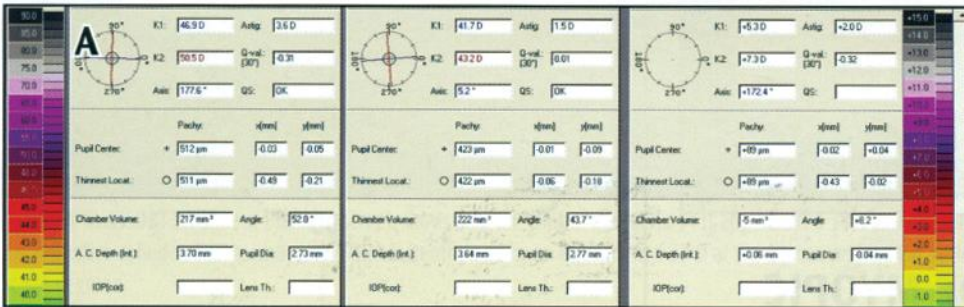 90.0
80.0
75.0
70.0
44.0
43.0
42.0
41.0
40.0
A
90°
180
0°
270°
K1: 46.9 D Astig: 3.6 D
K2: 50.5 D Q-val. (30°) -0.31
Axis: 177.6° QS: OK
Pachy: x[mm] y[mm]
Pupil Center: + 512 µm -0.03 -0.05
Thinnest Locat.: O 511 µm -0.49 -0.21
Chamber Volume: 217 mm³ Angle: 52.0°
A. C. Depth (Int.): 3.70 mm Pupil Dia: 2.73 mm
IOP(cor): Lens Th.:
90°
180
0°
270°
K1: 41.7 D Astig: 1.5 D
K2: 43.2 D Q-val. (30°) 0.01
Axis: 5.2° QS: OK
Pachy: x[mm] y[mm]
Pupil Center: + 423 µm -0.01 -0.09
Thinnest Locat.: O 422 µm -0.06 -0.18
Chamber Volume: 222 mm³ Angle: 43.7°
A. C. Depth (Int.): 3.64 mm Pupil Dia: 2.77 mm
IOP(cor): Lens Th.:
90°
180
0°
270°
K1: +5.3 D Astig: +2.0 D
K2: +7.3 D Q-val. (30°) -0.32
Axis: +172.4° QS:
Pachy: x[mm] y[mm]
Pupil Center: + +89 µm -0.02 +0.04
Thinnest Locat.: O +89 µm -0.43 -0.02
Chamber Volume: -5 mm³ Angle: +8.2°
A. C. Depth (Int.): +0.06 mm Pupil Dia: -0.04 mm
IOP(cor): Lens Th.:
+15.0
+14.0
+13.0
+12.0
+11.0
+4.0
+2.0
+1.0
0.0
-1.0